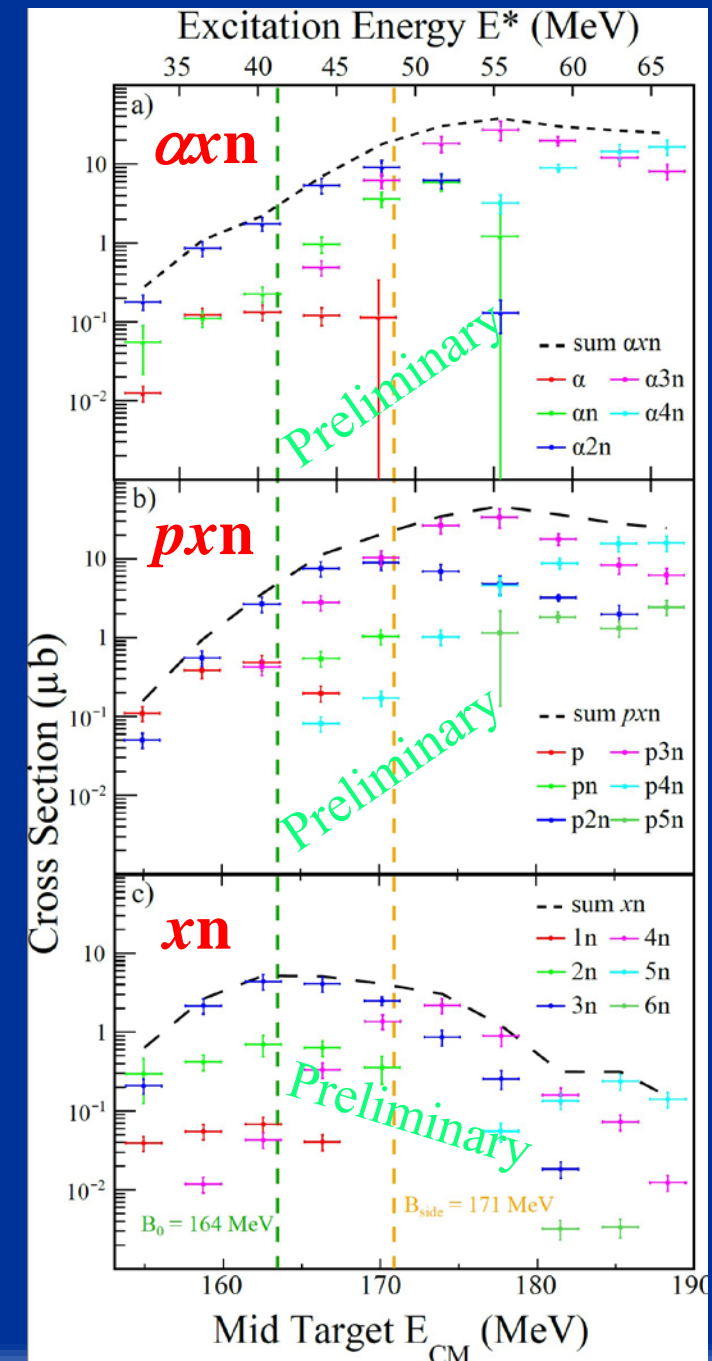 Excitation Energy E* (MeV)
35 40 45 50 55 60 65
a)
αxn
10
1
10⁻¹
10⁻²
Preliminary
sum αxn
α α3n
αn α4n
α2n
b)
pxn
10
1
10⁻¹
10⁻²
Preliminary
sum pxn
p p3n
pn p4n
p2n p5n
Cross Section (μb)
c)
xn
10
1
10⁻¹
10⁻²
Preliminary
sum xn
1n 4n
2n 5n
3n 6n
B₀ = 164 MeV
B_side = 171 MeV
160 170 180 190
Mid Target E_CM (MeV)